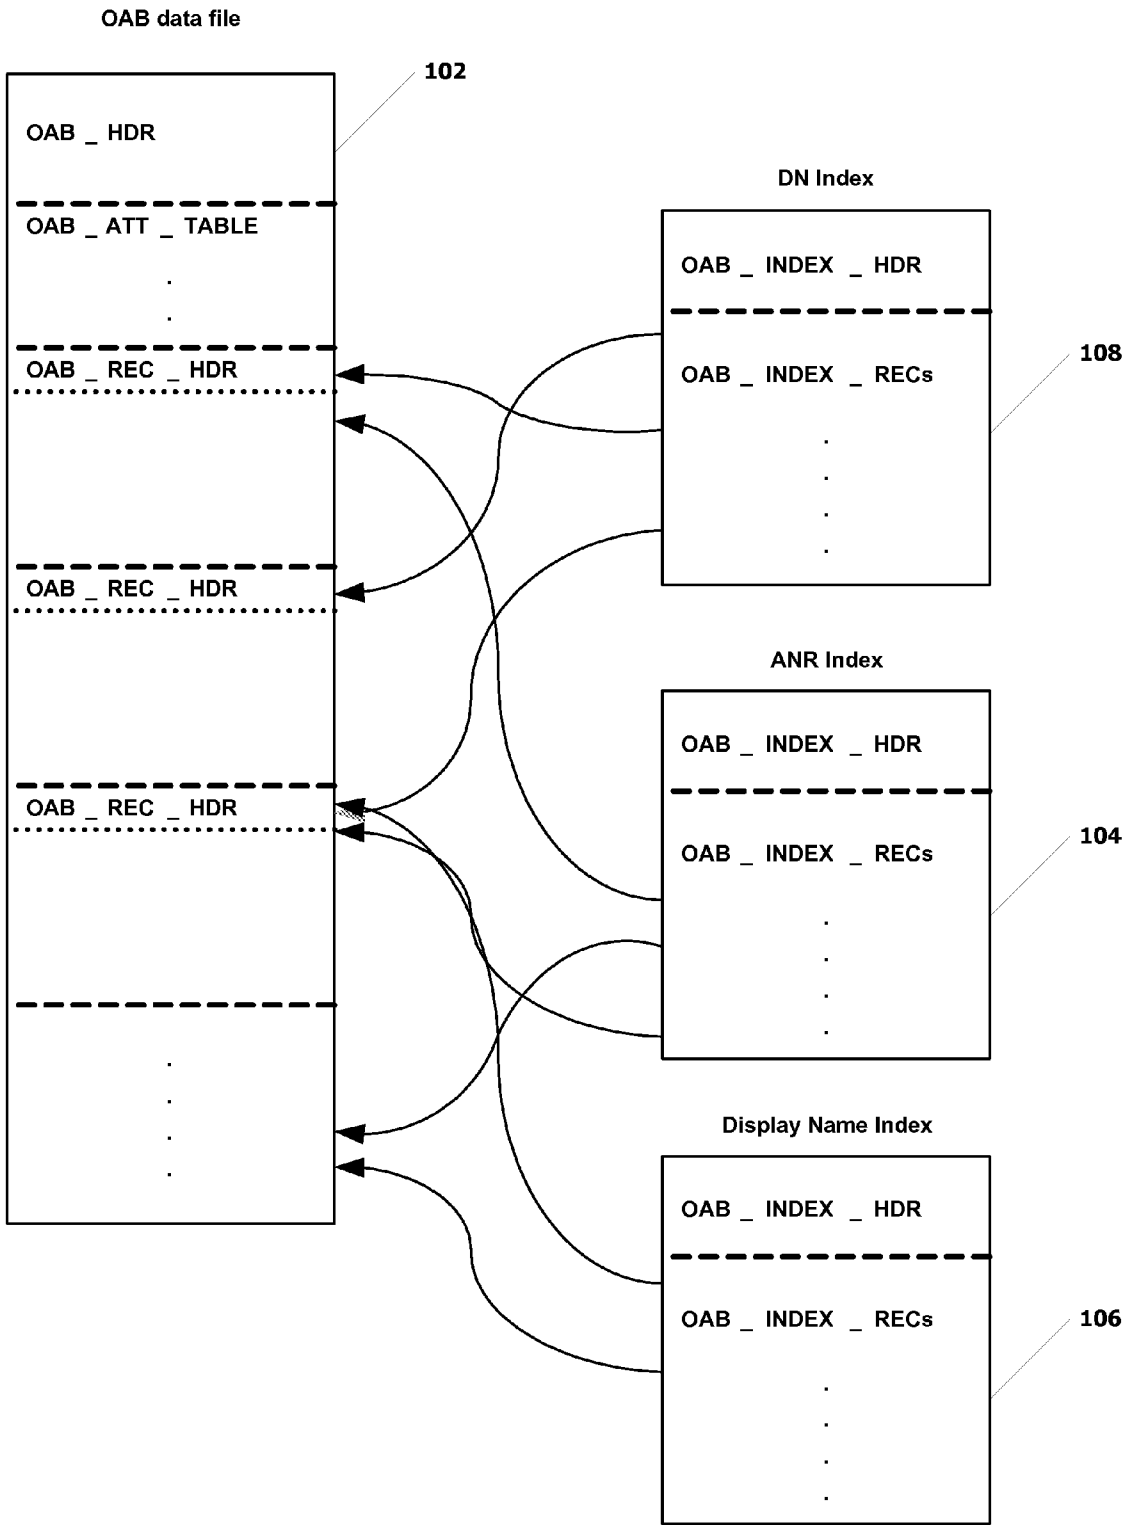 OAB data file
102
OAB _ HDR
OAB _ ATT _ TABLE
OAB _ REC _ HDR
OAB _ REC _ HDR
OAB _ REC _ HDR
DN Index
OAB _ INDEX _ HDR
OAB _ INDEX _ RECs
108
ANR Index
OAB _ INDEX _ HDR
OAB _ INDEX _ RECs
104
Display Name Index
OAB _ INDEX _ HDR
OAB _ INDEX _ RECs
106